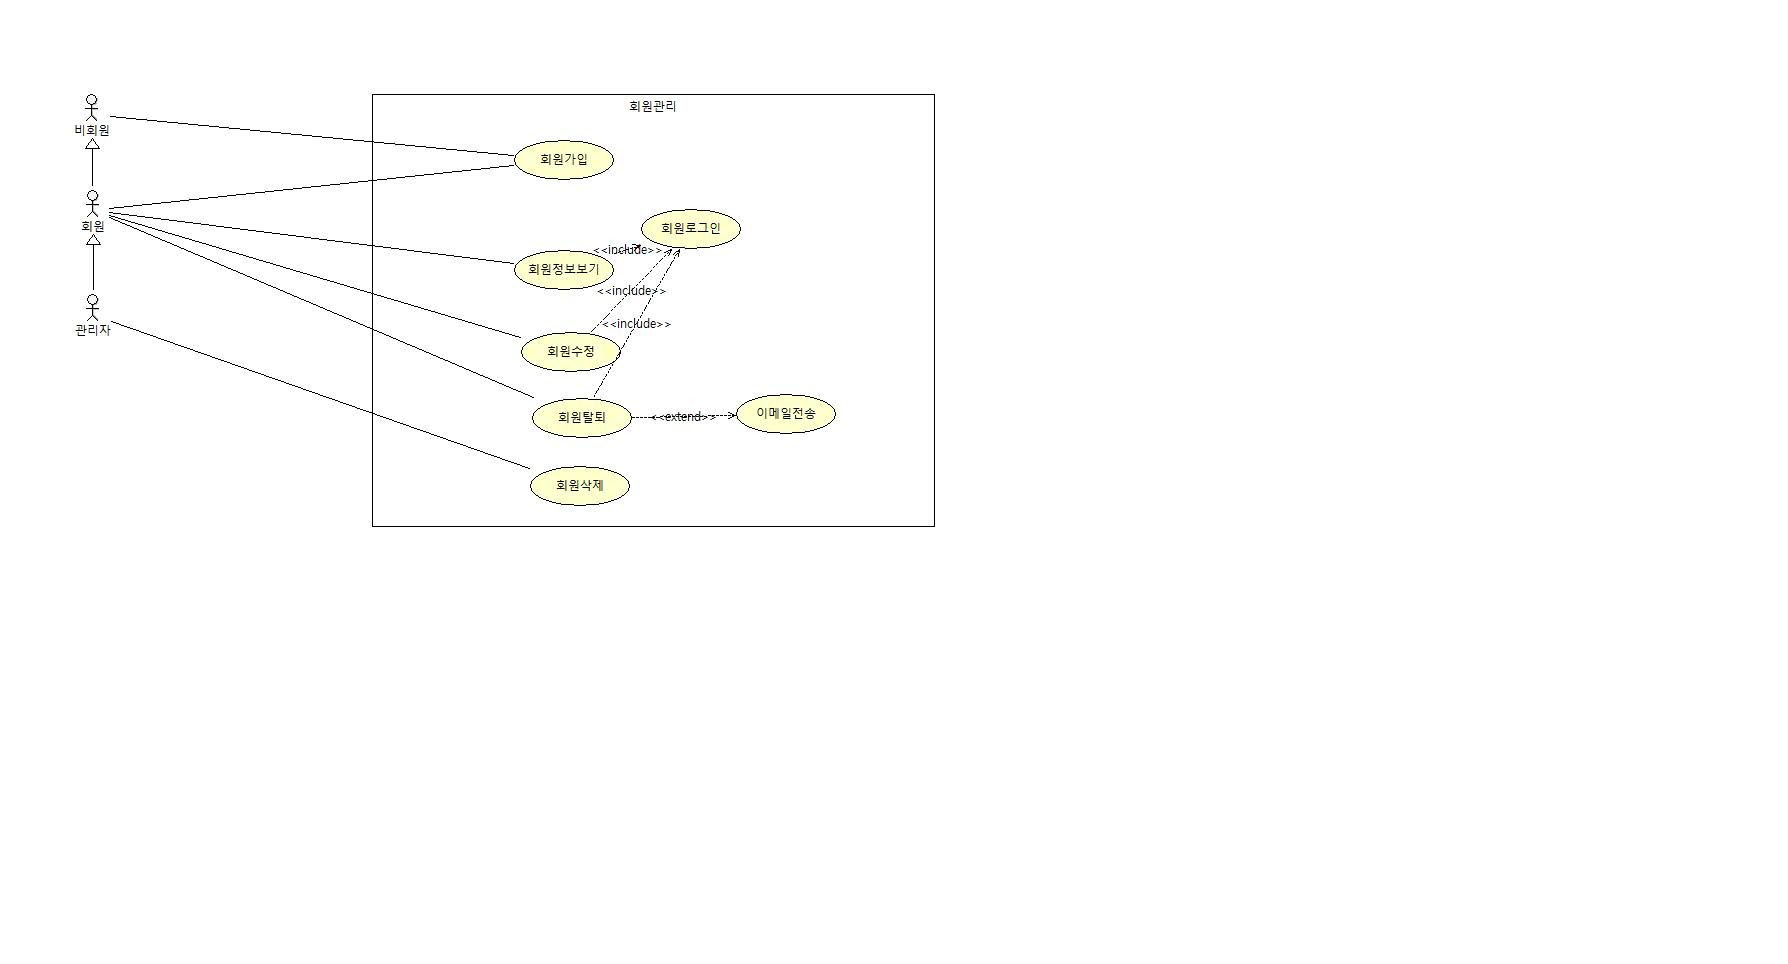 회원관리
비회원
회원가입
회원
회원로그인
<<include>>
회원정보보기
<<include>>
<<include>>
관리자
회원수정
회원탈퇴
<<extend>>
이메일전송
회원삭제